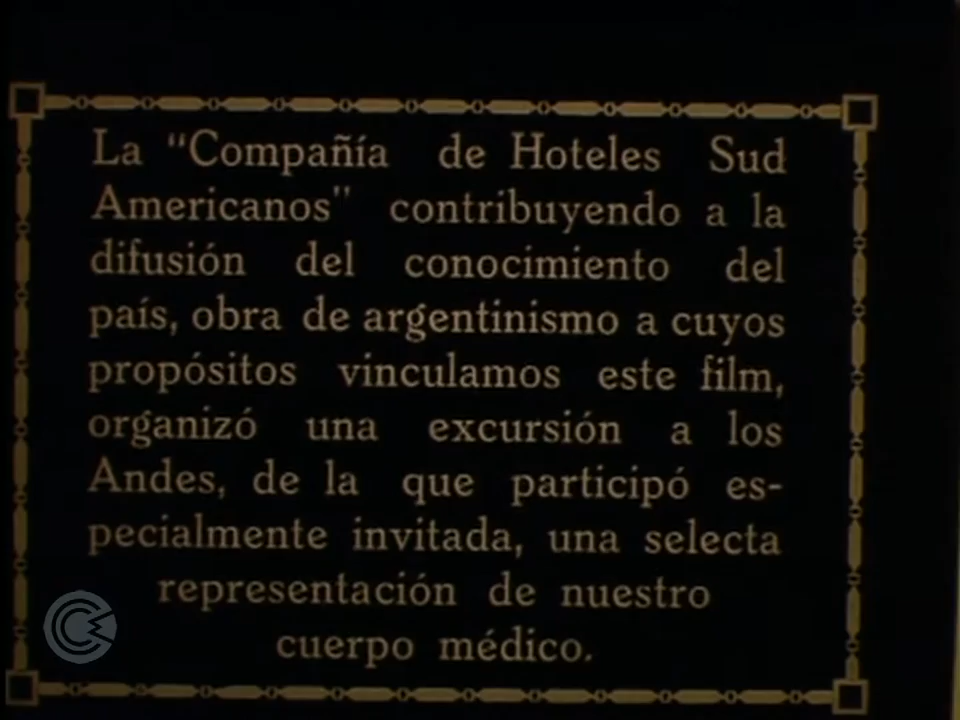 La "Compañía de Hoteles Sud
Americanos" contribuyendo a la
difusión del conocimiento del
país, obra de argentinismo a cuyos
propósitos vinculamos este film,
organizó una excursión a los
Andes, de la que participó es-
pecialmente invitada, una selecta
representación de nuestro
cuerpo médico.